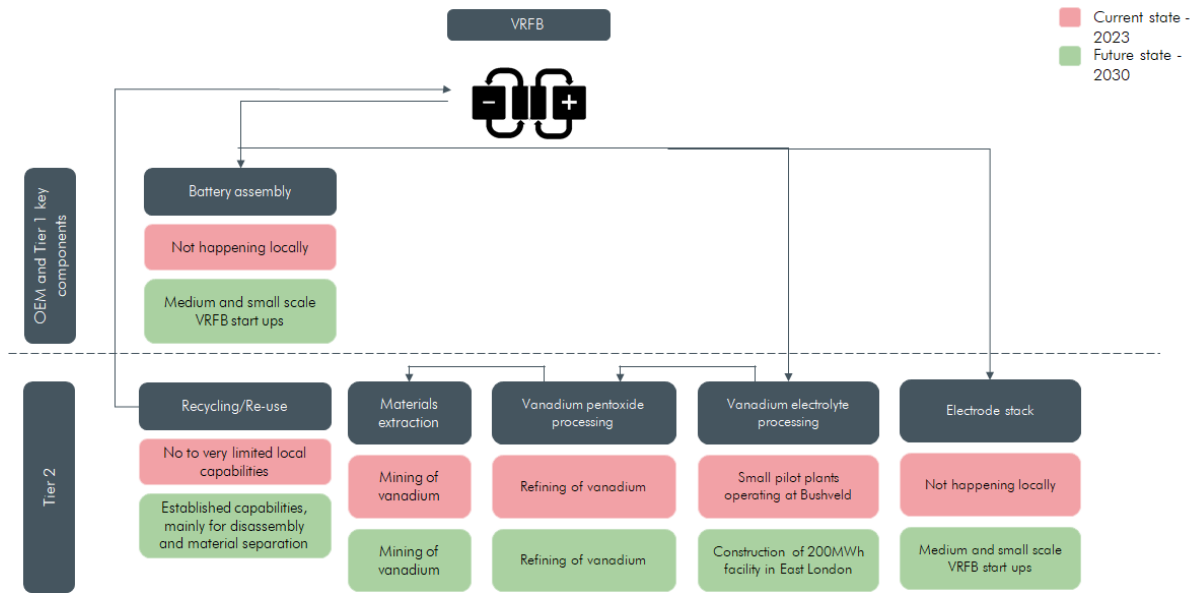 VRFB
Current state -
2023
Future state -
2030
−
+
OEM and Tier 1 key
components
Battery assembly
Not happening locally
Medium and small scale
VRFB start ups
Tier 2
Recycling/Re-use
No to very limited local
capabilities
Established capabilities,
mainly for disassembly
and material separation
Materials
extraction
Mining of
vanadium
Mining of
vanadium
Vanadium pentoxide
processing
Refining of vanadium
Refining of vanadium
Vanadium electrolyte
processing
Small pilot plants
operating at Bushveld
Construction of 200MWh
facility in East London
Electrode stack
Not happening locally
Medium and small scale
VRFB start ups